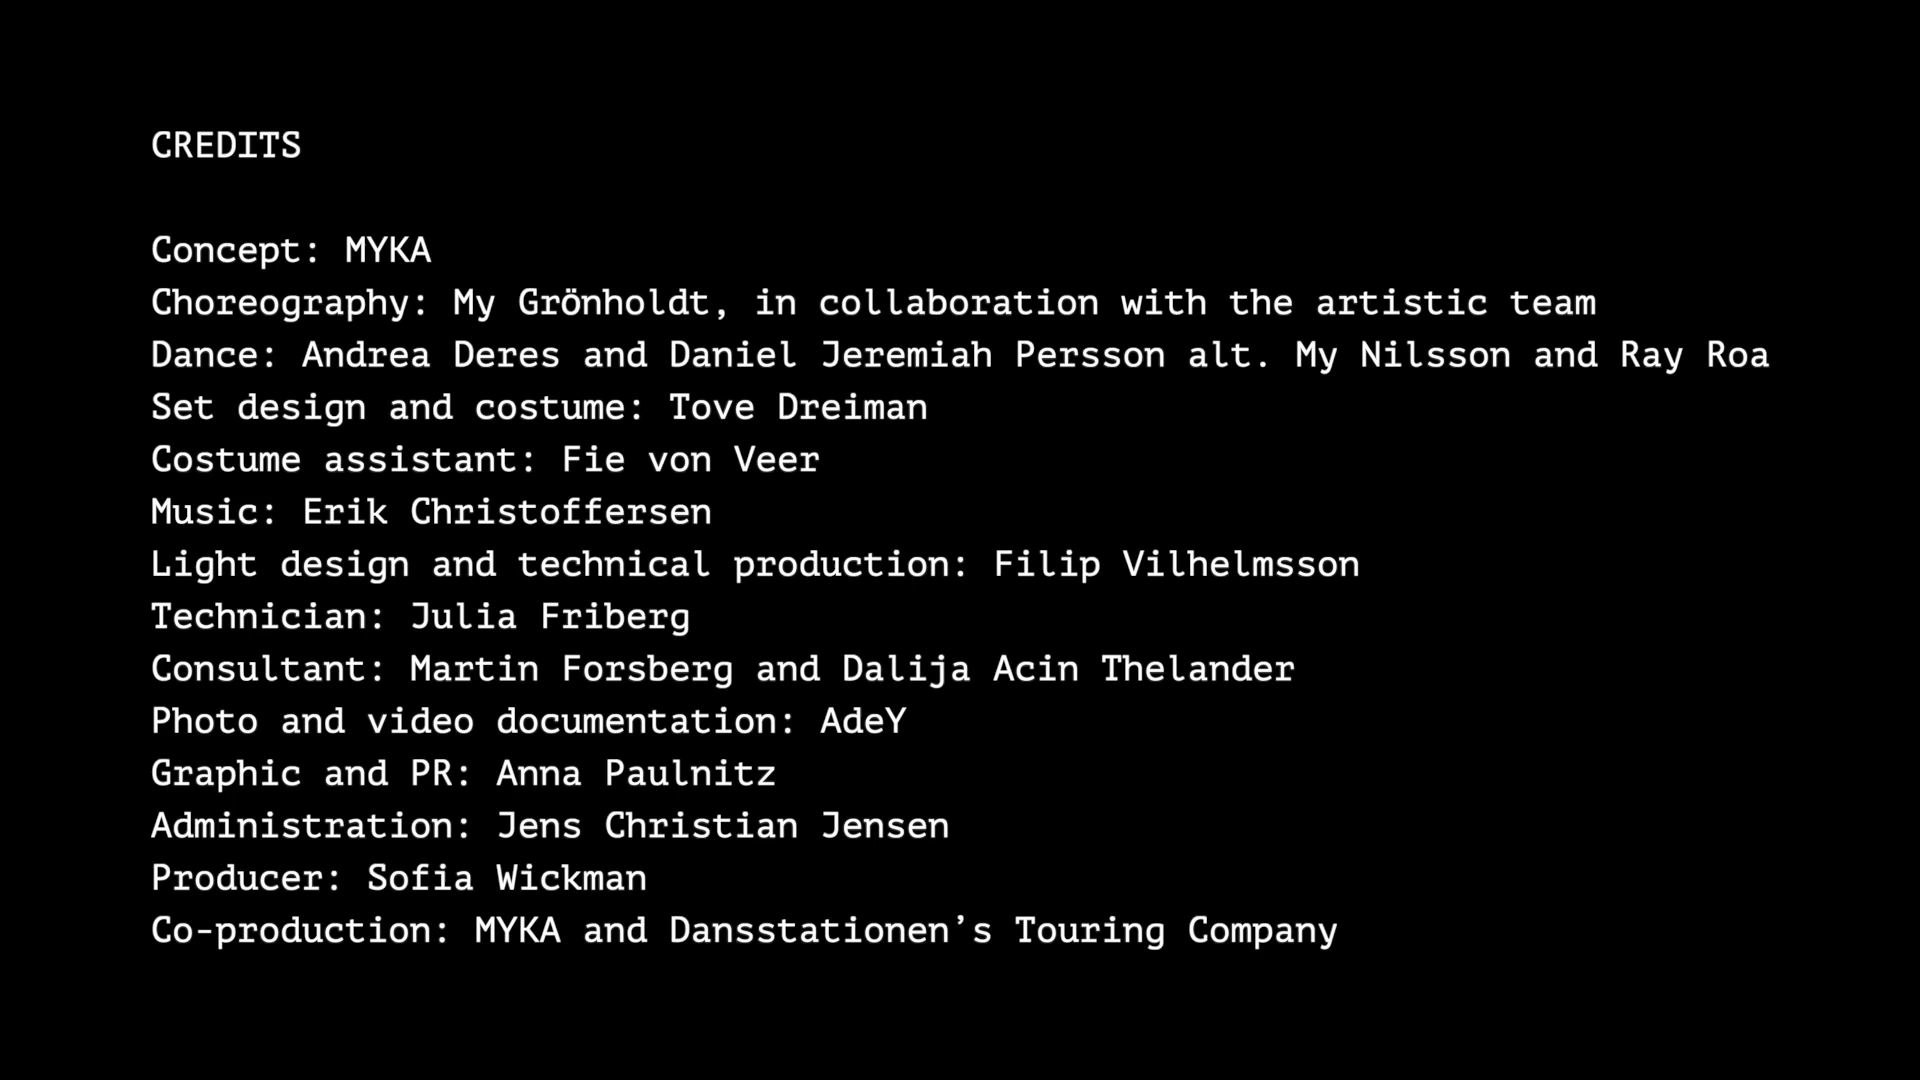 CREDITS
Concept: MYKA
Choreography: My Grönholdt, in collaboration with the artistic team
Dance: Andrea Deres and Daniel Jeremiah Persson alt. My Nilsson and Ray Roa
Set design and costume: Tove Dreiman
Costume assistant: Fie von Veer
Music: Erik Christoffersen
Light design and technical production: Filip Vilhelmsson
Technician: Julia Friberg
Consultant: Martin Forsberg and Dalija Acin Thelander
Photo and video documentation: AdeY
Graphic and PR: Anna Paulnitz
Administration: Jens Christian Jensen
Producer: Sofia Wickman
Co-production: MYKA and Dansstationen’s Touring Company